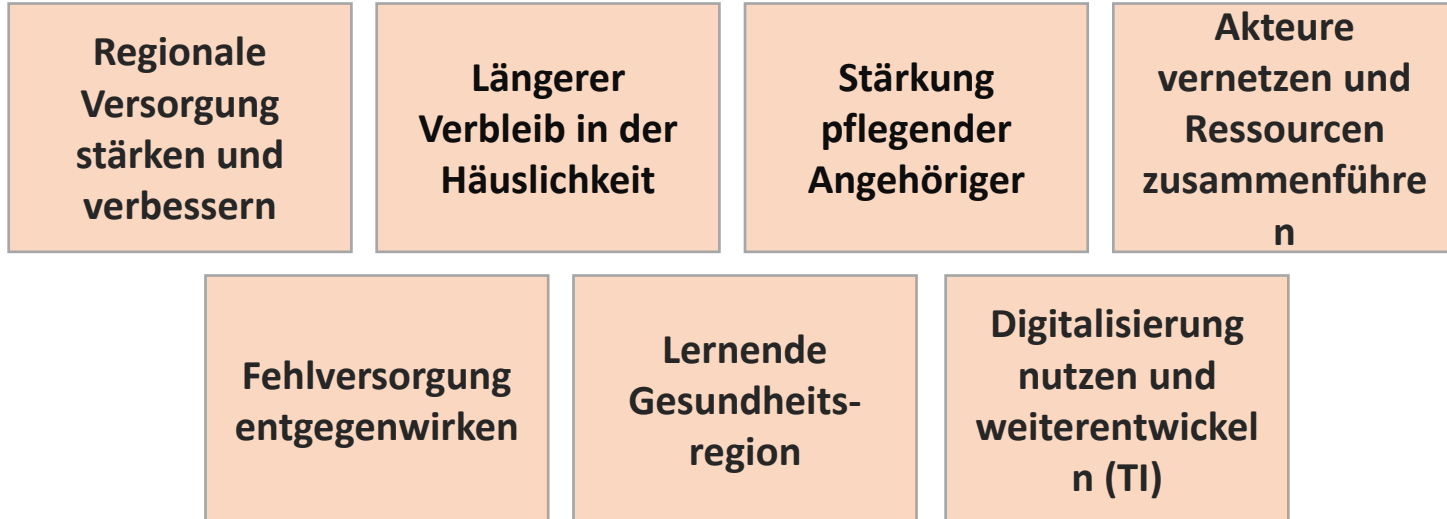 Regionale
Versorgung
stärken und
verbessern
Längerer
Verbleib in der
Häuslichkeit
Stärkung
pflegender
Angehöriger
Akteure
vernetzen und
Ressourcen
zusammenführe
n
Fehlversorgung
entgegenwirken
Lernende
Gesundheits-
region
Digitalisierung
nutzen und
weiterentwickel
n (TI)